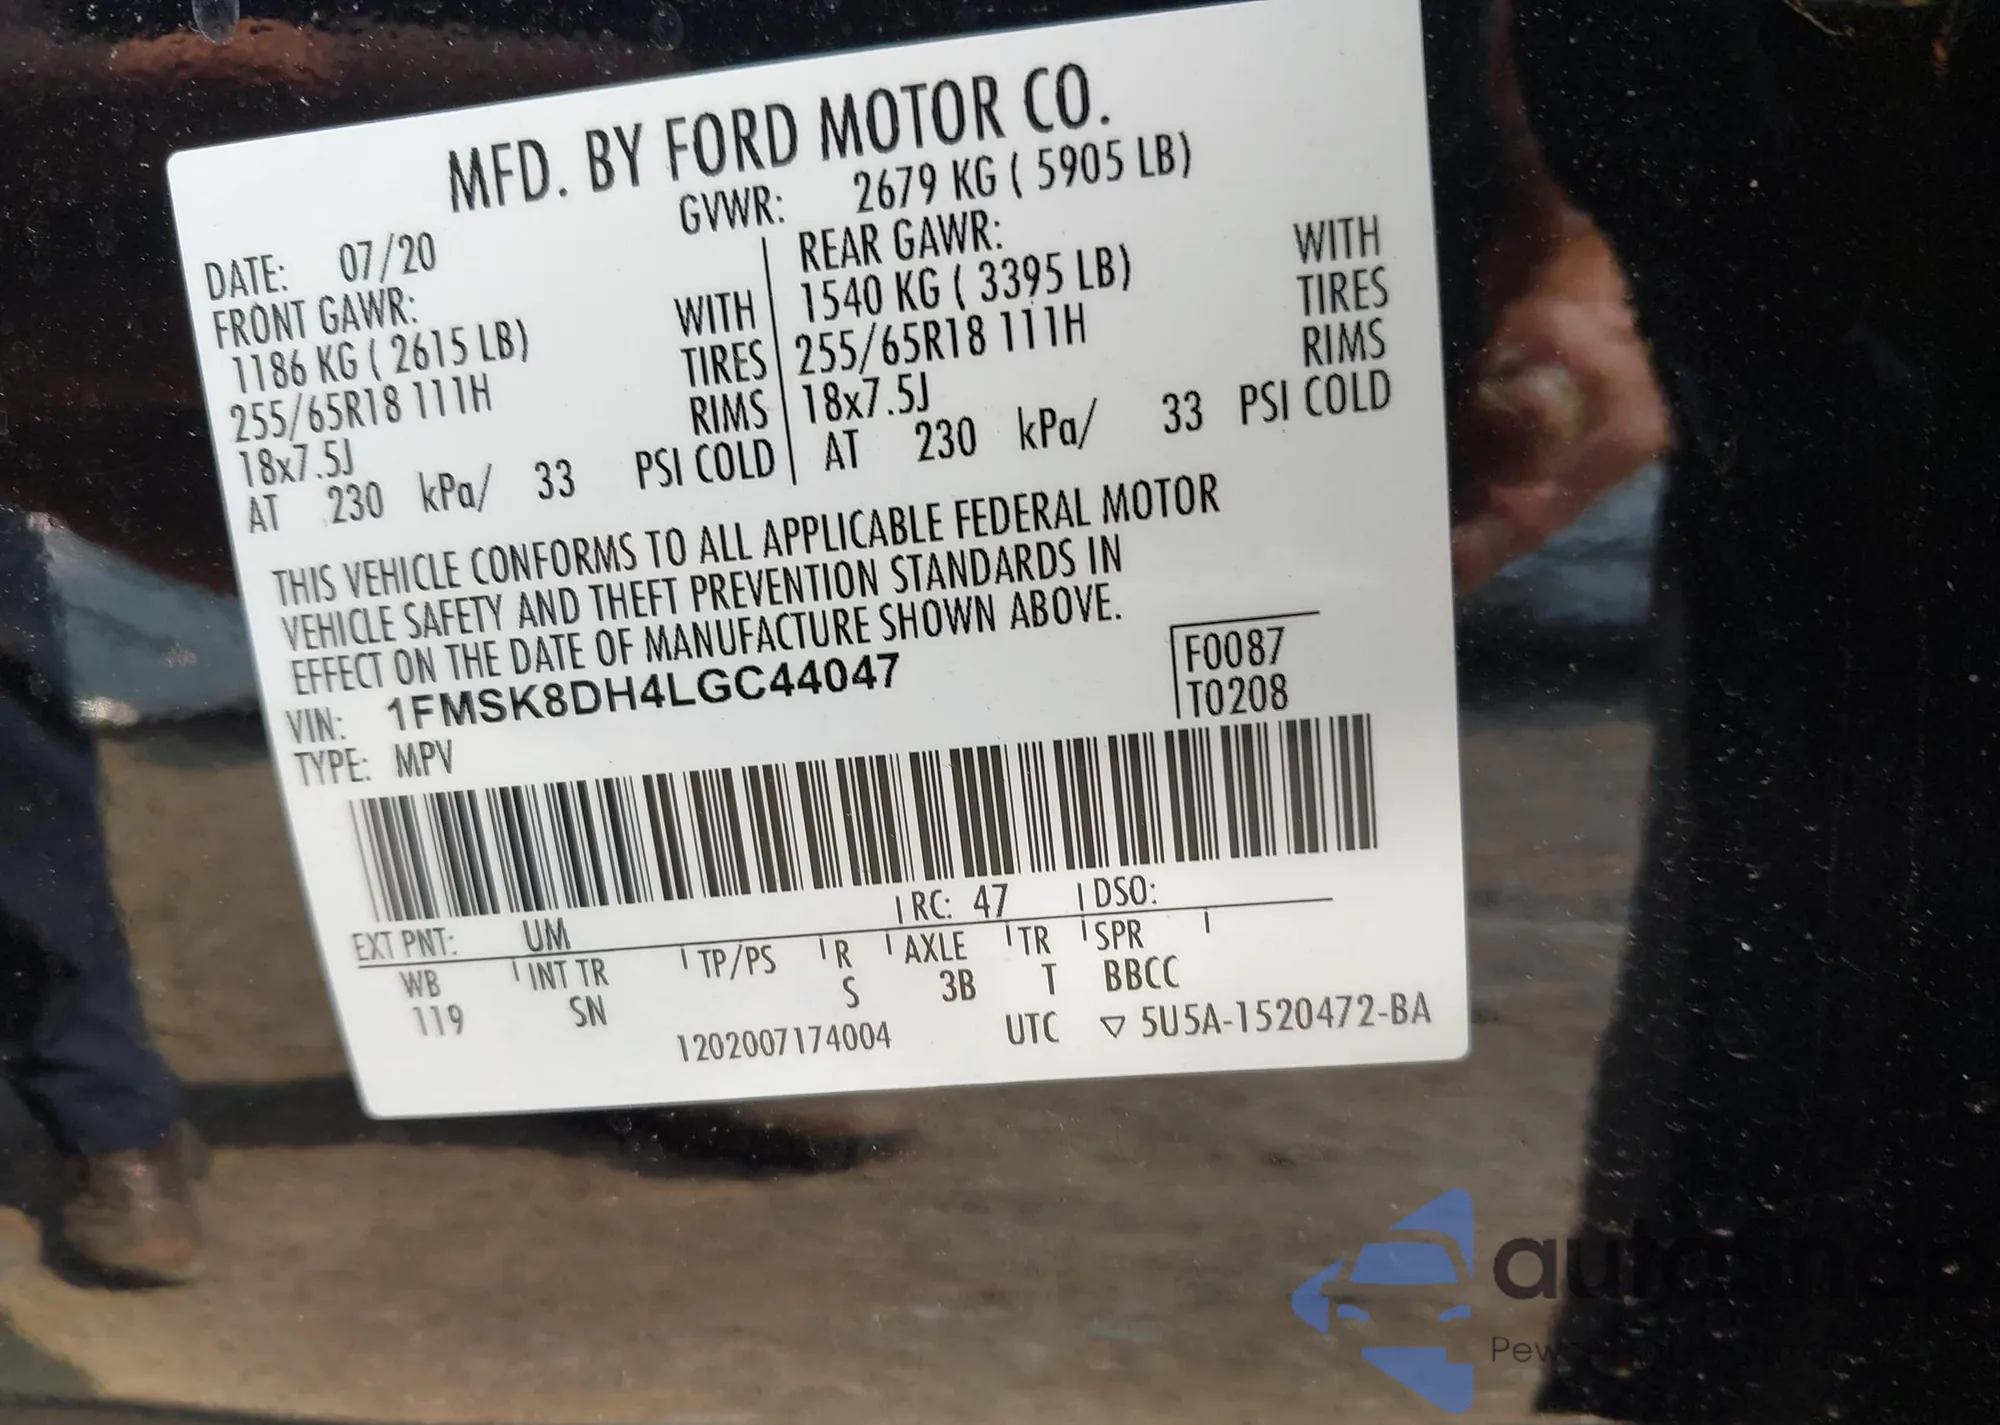 MFD. BY FORD MOTOR CO.
GVWR: 2679 KG ( 5905 LB)
DATE: 07/20
FRONT GAWR:
1186 KG ( 2615 LB) WITH
255/65R18 111H TIRES
18x7.5J RIMS
AT 230 kPa/ 33 PSI COLD
REAR GAWR: WITH
1540 KG ( 3395 LB) TIRES
255/65R18 111H RIMS
18x7.5J
AT 230 kPa/ 33 PSI COLD
THIS VEHICLE CONFORMS TO ALL APPLICABLE FEDERAL MOTOR
VEHICLE SAFETY AND THEFT PREVENTION STANDARDS IN
EFFECT ON THE DATE OF MANUFACTURE SHOWN ABOVE.
VIN: 1FMSK8DH4LGC44047
TYPE: MPV
F0087
T0208
EXT PNT: UM RC: 47 DSO:
WB INT TR TP/PS R AXLE TR SPR
119 SN S 3B T BBCC
1202007174004 UTC ▽ 5U5A-1520472-BA
autosnap